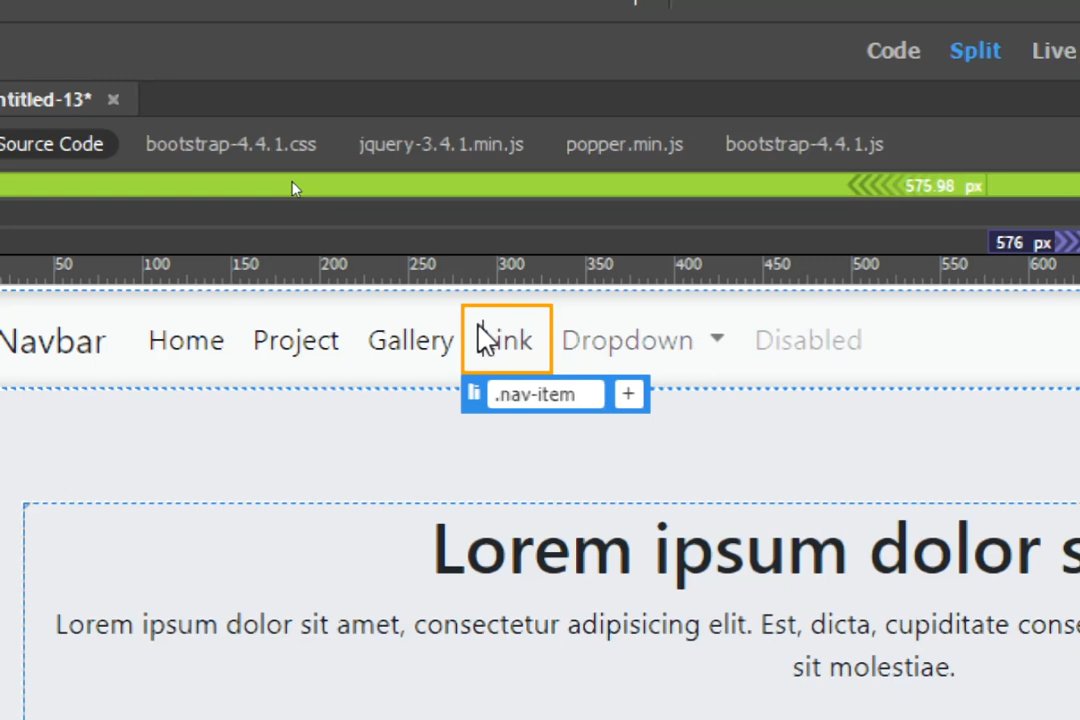 Code Split Live
ntitled-13* ×
Source Code bootstrap-4.4.1.css jquery-3.4.1.min.js popper.min.js bootstrap-4.4.1.js
575.98 px
576 px
50 100 150 200 250 300 350 400 450 500 550 600
Navbar Home Project Gallery Link Dropdown Disabled
.nav-item +
Lorem ipsum dolor s
Lorem ipsum dolor sit amet, consectetur adipisicing elit. Est, dicta, cupiditate conse
sit molestiae.